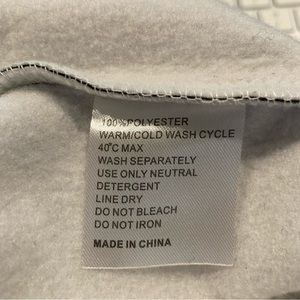 100%POLYESTER
WARM/COLD WASH CYCLE
40°C MAX
WASH SEPARATELY
USE ONLY NEUTRAL
DETERGENT
LINE DRY
DO NOT BLEACH
DO NOT IRON
MADE IN CHINA